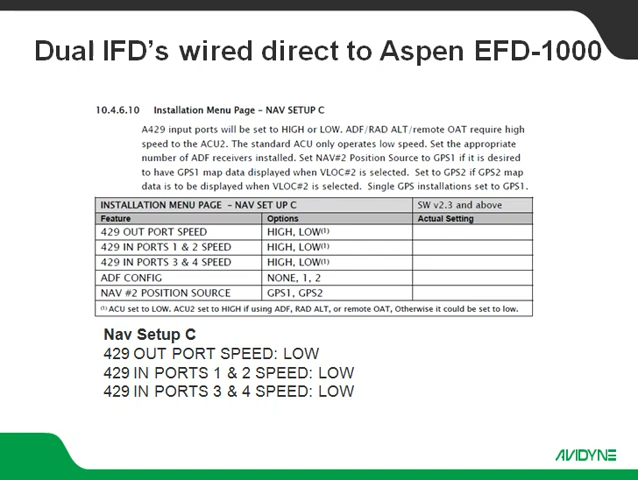 Dual IFD's wired direct to Aspen EFD-1000
10.4.6.10 Installation Menu Page – NAV SETUP C
A429 input ports will be set to HIGH or LOW. ADF/RAD ALT/remote OAT require high
speed to the ACU2. The standard ACU only operates low speed. Set the appropriate
number of ADF receivers installed. Set NAV#2 Position Source to GPS1 if it is desired
to have GPS1 map data displayed when VLOC#2 is selected. Set to GPS2 if GPS2 map
data is to be displayed when VLOC#2 is selected. Single GPS installations set to GPS1.
INSTALLATION MENU PAGE – NAV SET UP C SW v2.3 and above
Feature Options Actual Setting
429 OUT PORT SPEED HIGH, LOW(1)
429 IN PORTS 1 & 2 SPEED HIGH, LOW(1)
429 IN PORTS 3 & 4 SPEED HIGH, LOW(1)
ADF CONFIG NONE, 1, 2
NAV #2 POSITION SOURCE GPS1, GPS2
(1) ACU set to LOW. ACU2 set to HIGH if using ADF, RAD ALT, or remote OAT, Otherwise it could be set to low.
Nav Setup C
429 OUT PORT SPEED: LOW
429 IN PORTS 1 & 2 SPEED: LOW
429 IN PORTS 3 & 4 SPEED: LOW
AVIDYNE